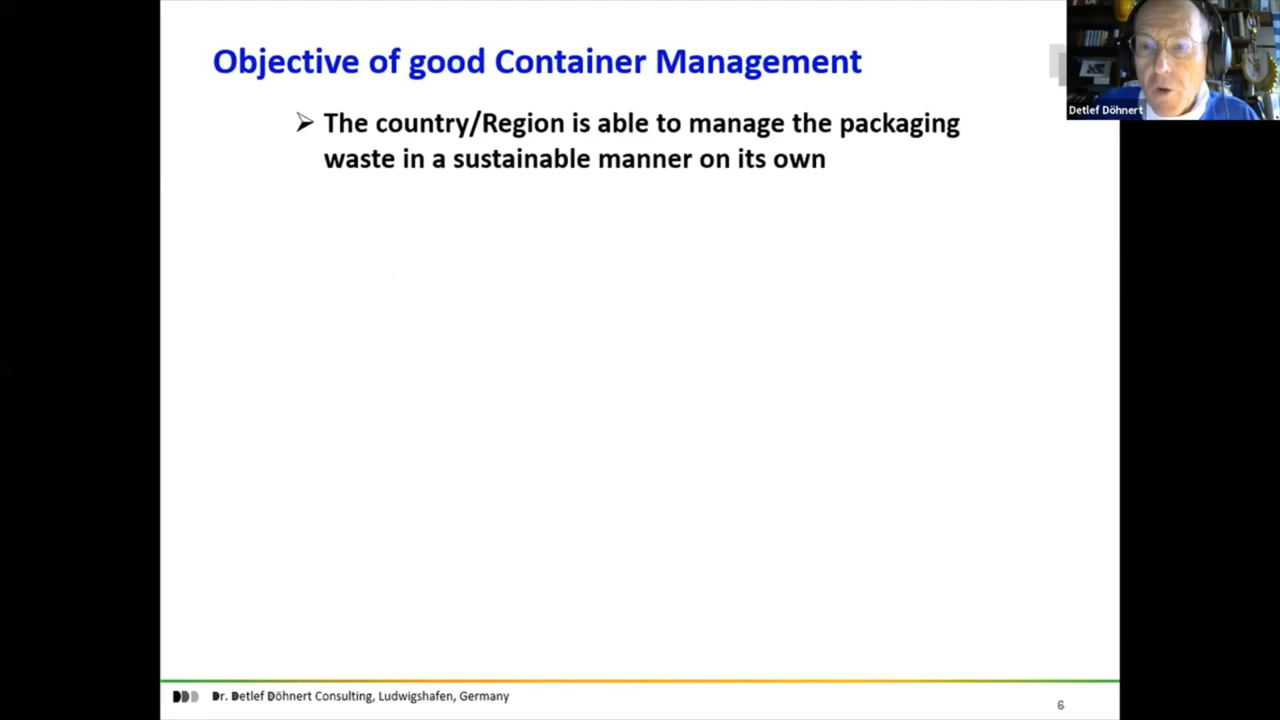 Objective of good Container Management
Detlef Döhnert
➢ The country/Region is able to manage the packaging
waste in a sustainable manner on its own
Dr. Detlef Döhnert Consulting, Ludwigshafen, Germany
6